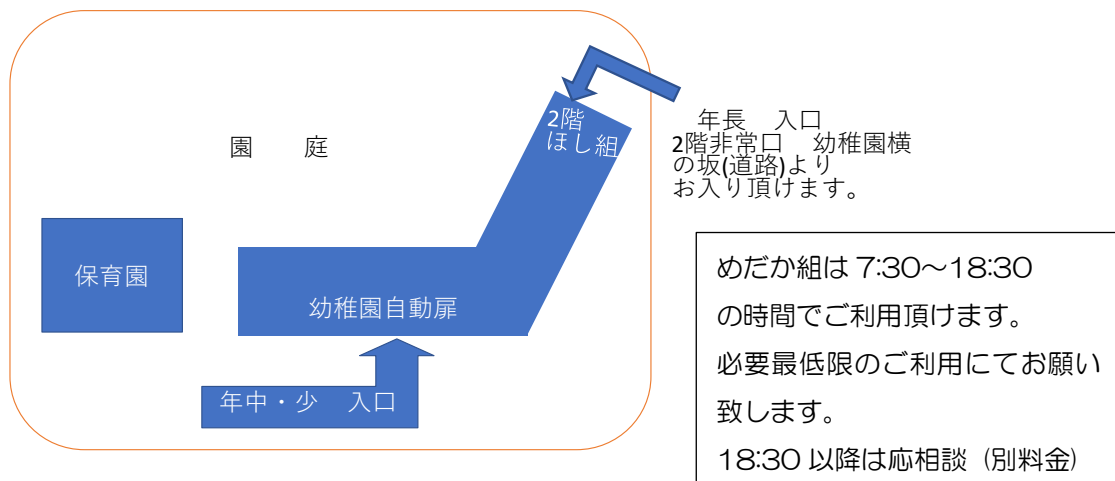 2階
ほし組
園　庭
年長　入口
2階非常口　幼稚園横
の坂(道路)より
お入り頂けます。
保育園
幼稚園自動扉
年中・少　入口
めだか組は 7:30～18:30
の時間でご利用頂けます。
必要最低限のご利用にてお願い
致します。
18:30 以降は応相談（別料金）